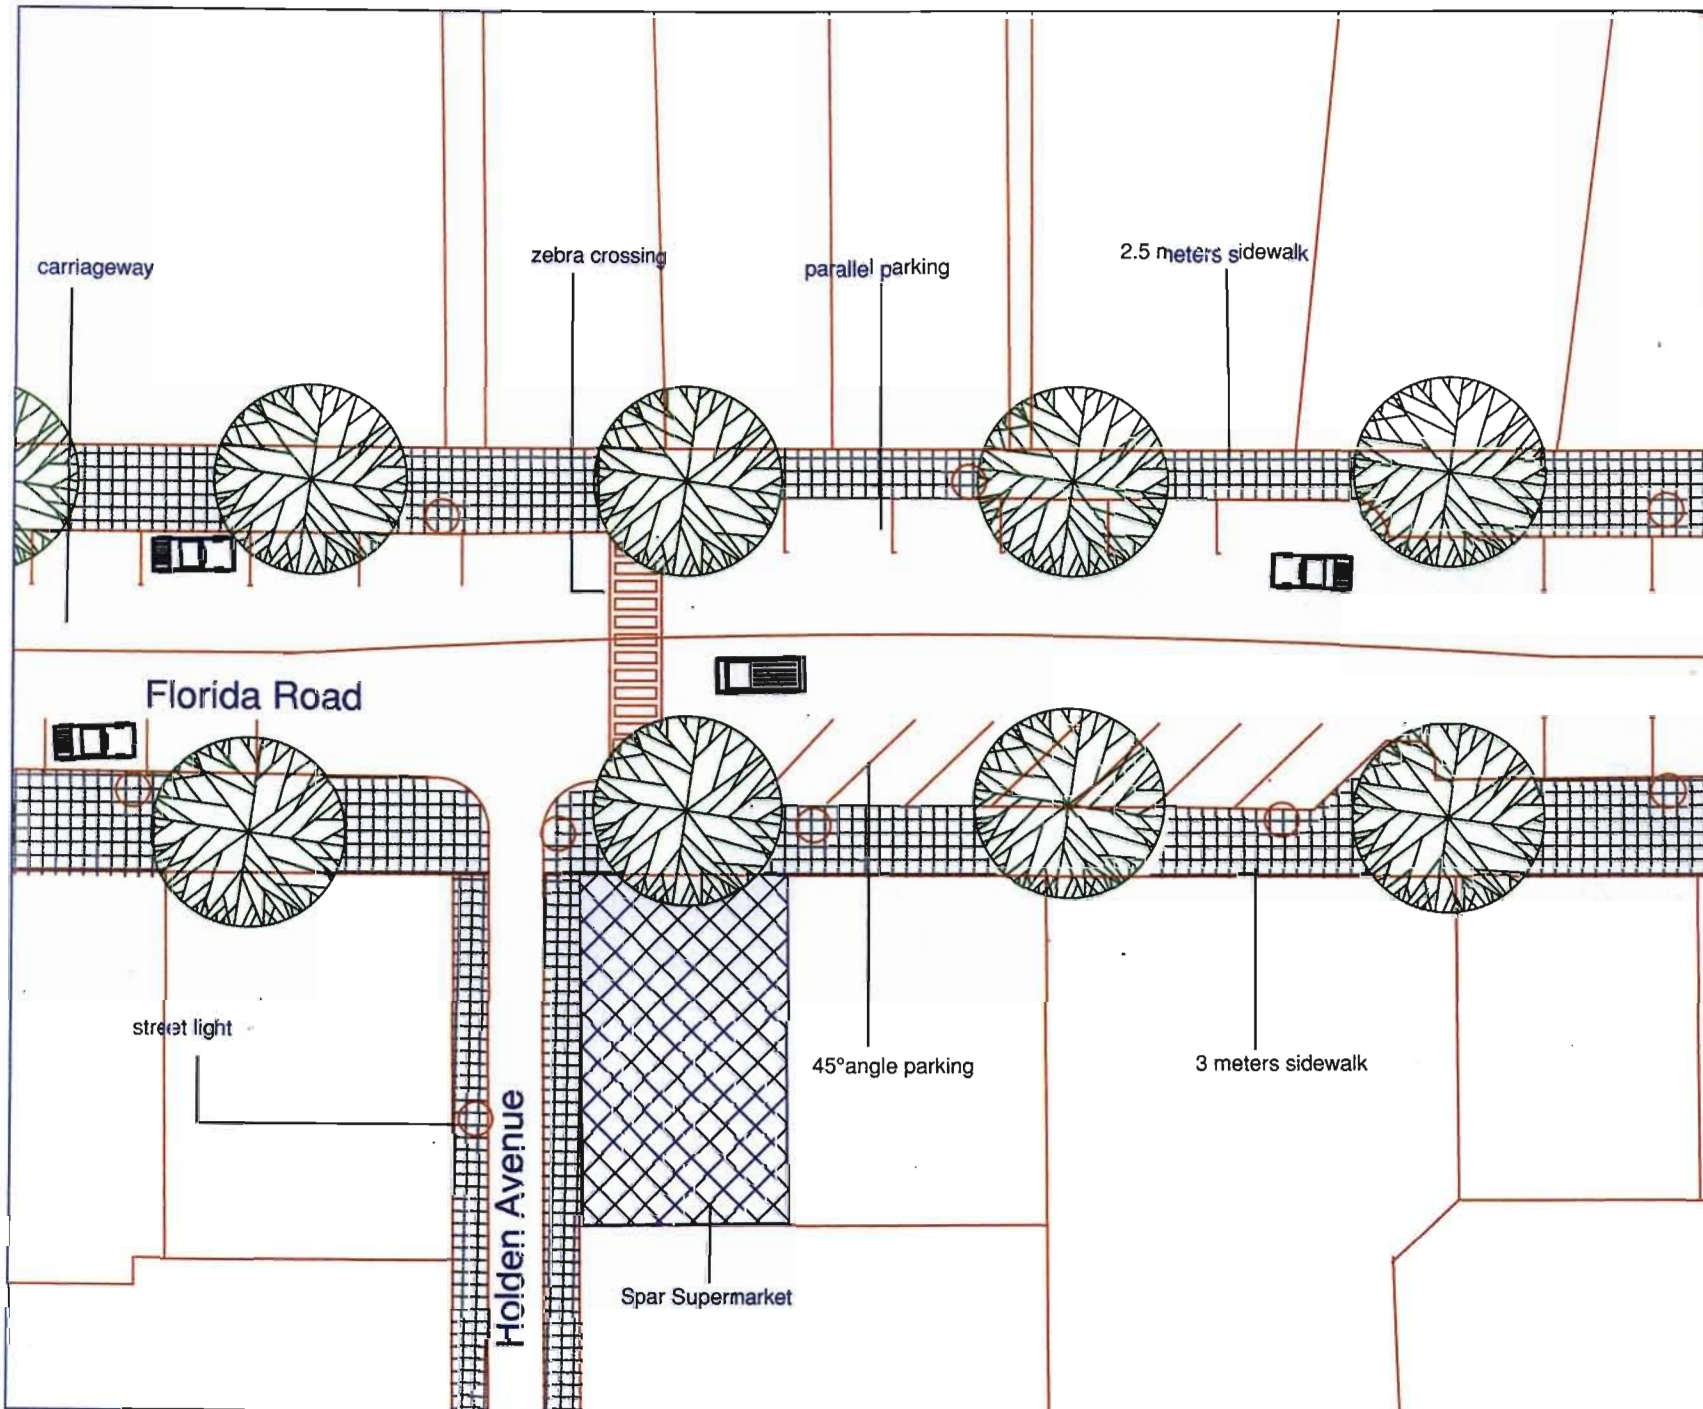 carriageway
zebra crossing
parallel parking
2.5 meters sidewalk
Florida Road
street light
45°angle parking
3 meters sidewalk
Holden Avenue
Spar Supermarket